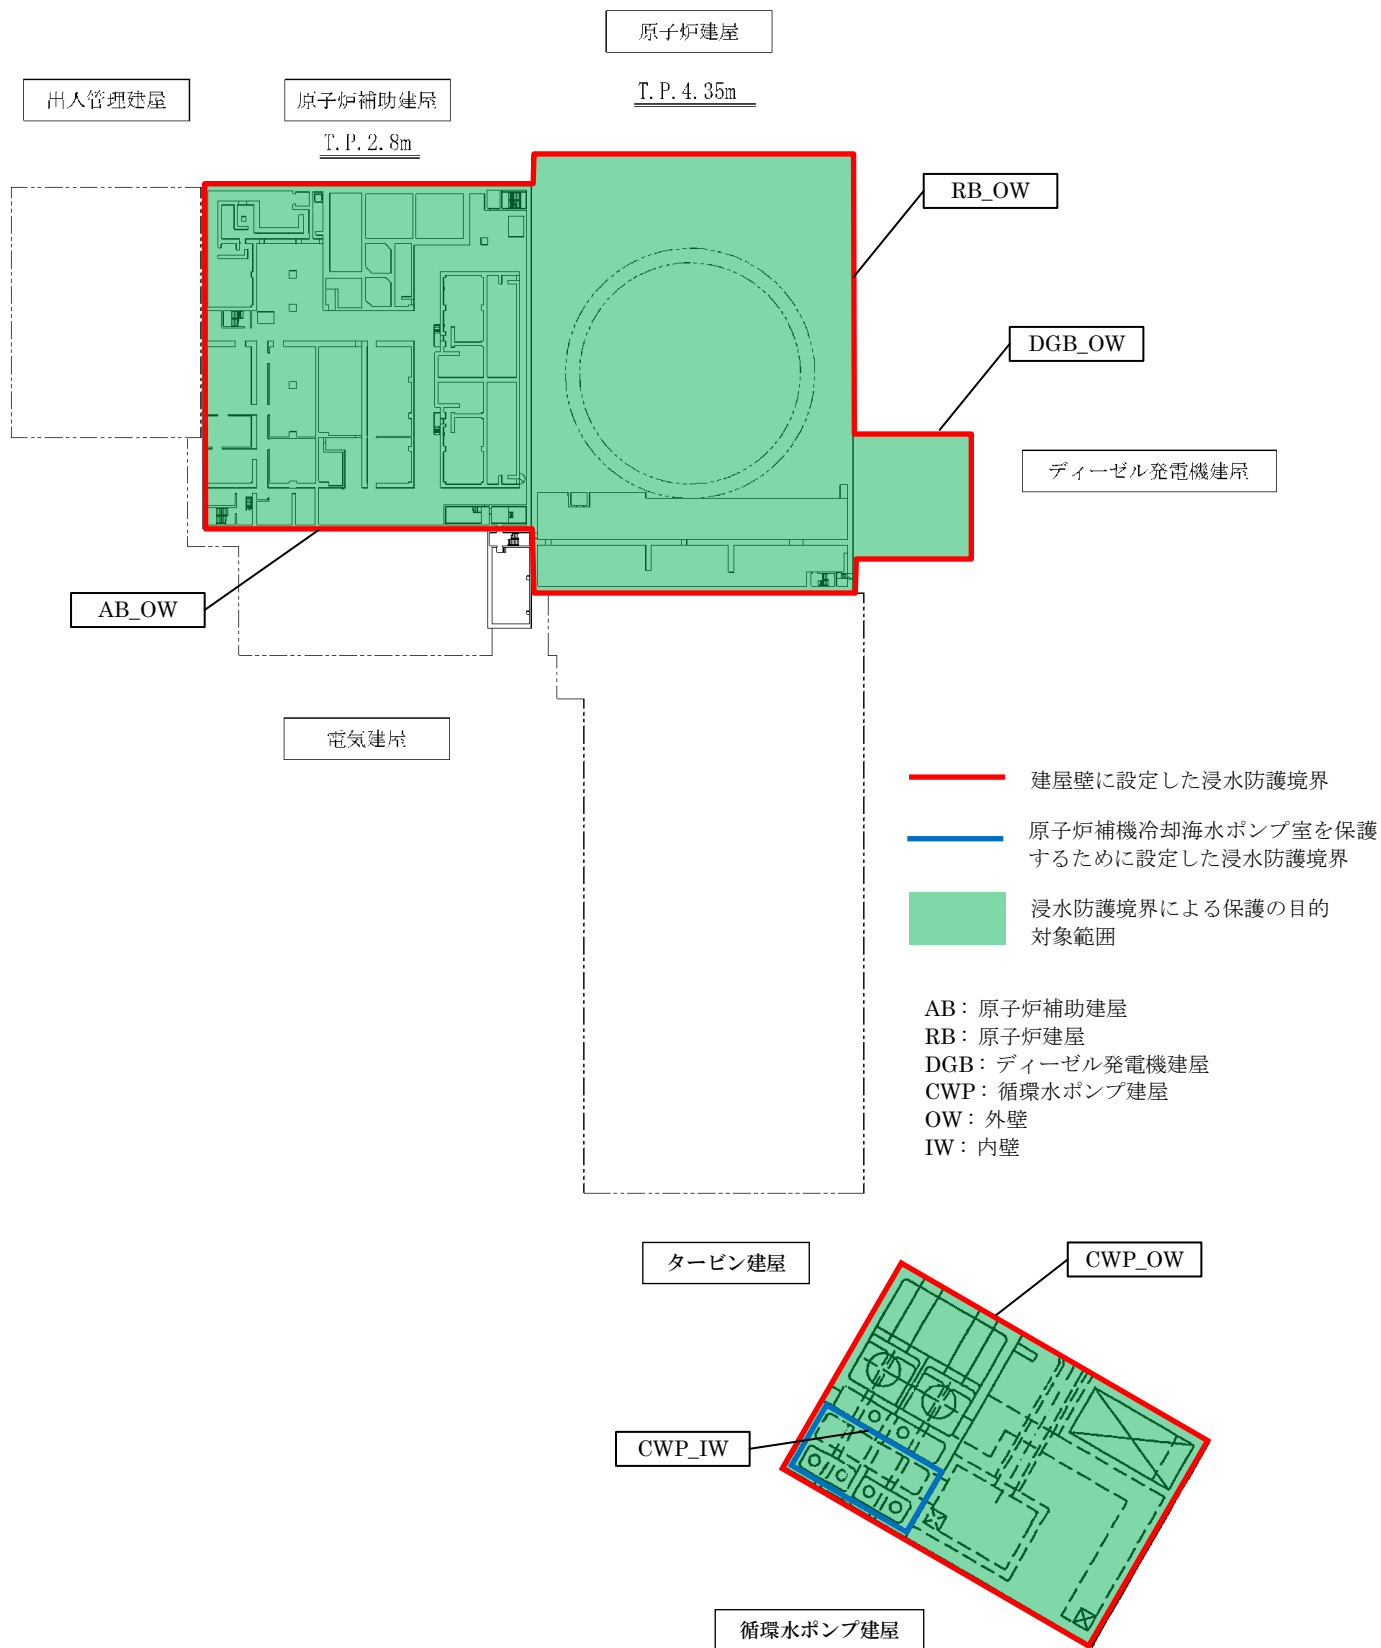 原子炉建屋
T.P.4.35m
出入管理建屋
原子炉補助建屋
T.P.2.8m
RB_OW
DGB_OW
ディーゼル発電機建屋
AB_OW
電気建屋
建屋壁に設定した浸水防護境界
原子炉補機冷却海水ポンプ室を保護
するために設定した浸水防護境界
浸水防護境界による保護の目的
対象範囲
AB：原子炉補助建屋
RB：原子炉建屋
DGB：ディーゼル発電機建屋
CWP：循環水ポンプ建屋
OW：外壁
IW：内壁
タービン建屋
CWP_OW
CWP_IW
循環水ポンプ建屋